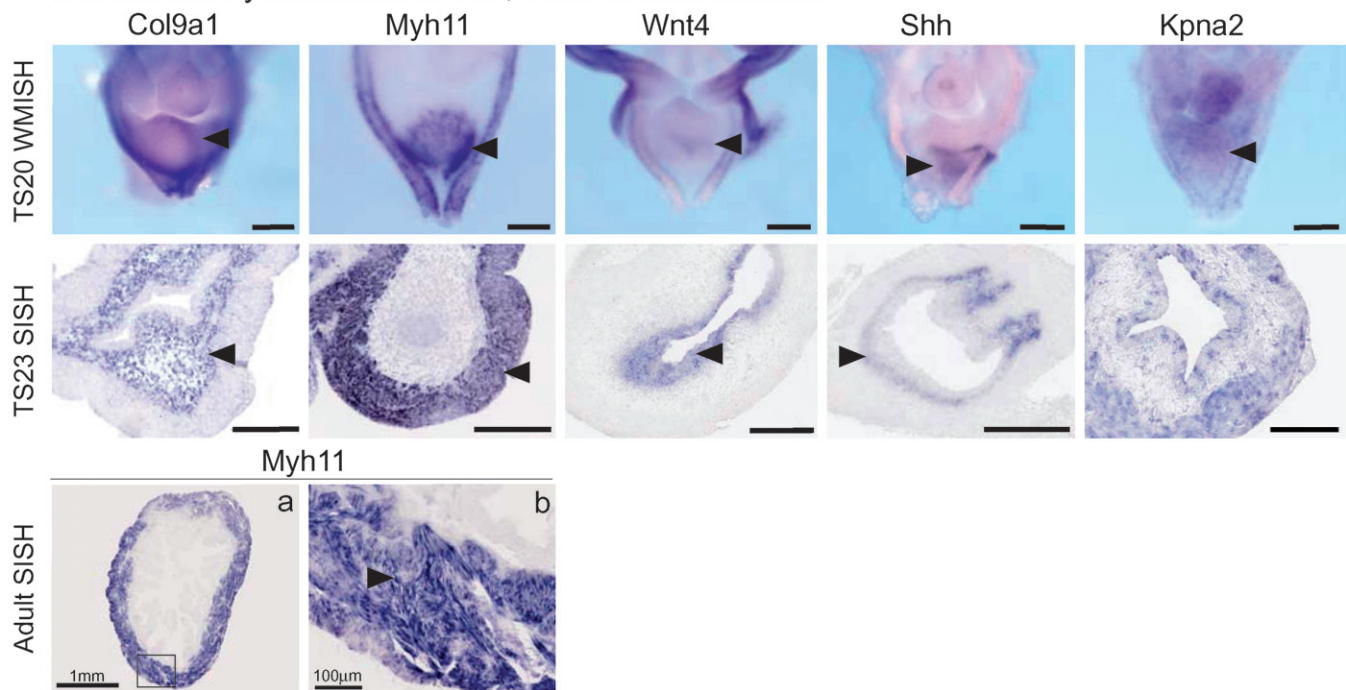 Col9a1 Myh11 Wnt4 Shh Kpna2
TS20 WMISH
TS23 SISH
Myh11
Adult SISH
a b
1mm 100µm